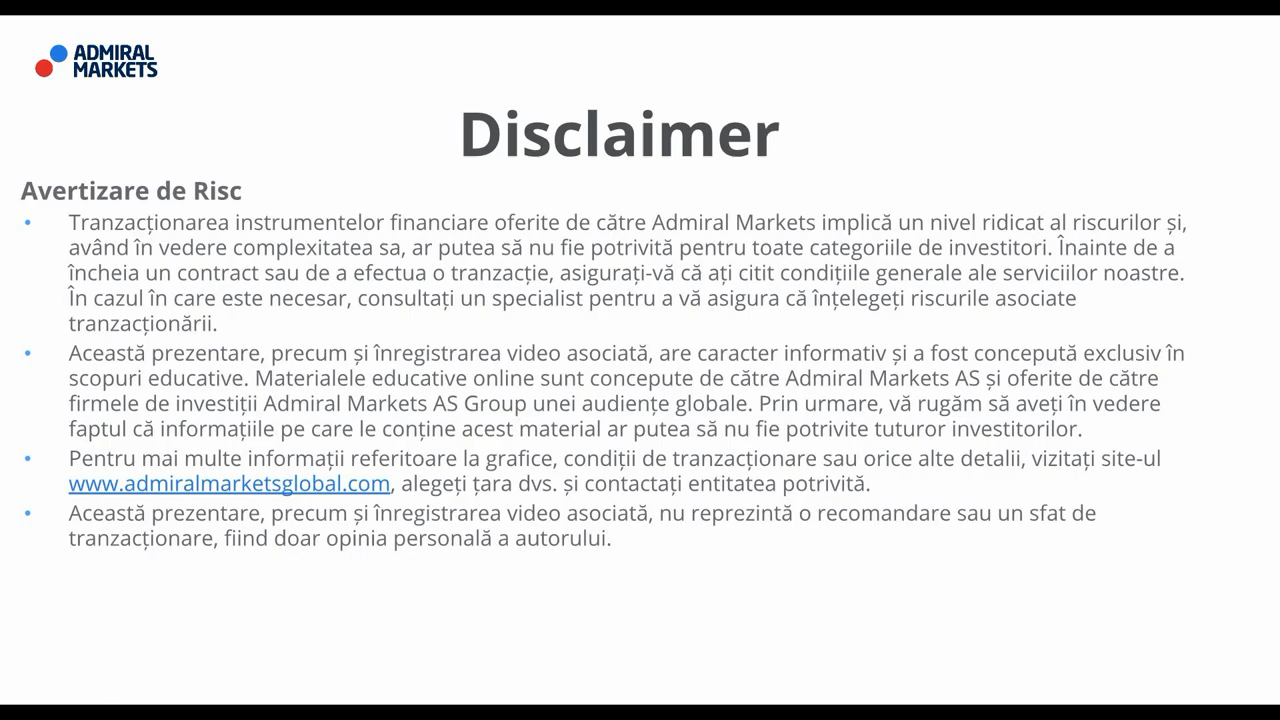 ADMIRAL
MARKETS
Disclaimer
Avertizare de Risc
• Tranzacționarea instrumentelor financiare oferite de către Admiral Markets implică un nivel ridicat al riscurilor și,
având în vedere complexitatea sa, ar putea să nu fie potrivită pentru toate categoriile de investitori. Înainte de a
încheia un contract sau de a efectua o tranzacție, asigurați-vă că ați citit condițiile generale ale serviciilor noastre.
În cazul în care este necesar, consultați un specialist pentru a vă asigura că înțelegeți riscurile asociate
tranzacționării.
• Această prezentare, precum și înregistrarea video asociată, are caracter informativ și a fost concepută exclusiv în
scopuri educative. Materialele educative online sunt concepute de către Admiral Markets AS și oferite de către
firmele de investiții Admiral Markets AS Group unei audiențe globale. Prin urmare, vă rugăm să aveți în vedere
faptul că informațiile pe care le conține acest material ar putea să nu fie potrivite tuturor investitorilor.
• Pentru mai multe informații referitoare la grafice, condiții de tranzacționare sau orice alte detalii, vizitați site-ul
www.admiralmarketsglobal.com, alegeți țara dvs. și contactați entitatea potrivită.
• Această prezentare, precum și înregistrarea video asociată, nu reprezintă o recomandare sau un sfat de
tranzacționare, fiind doar opinia personală a autorului.